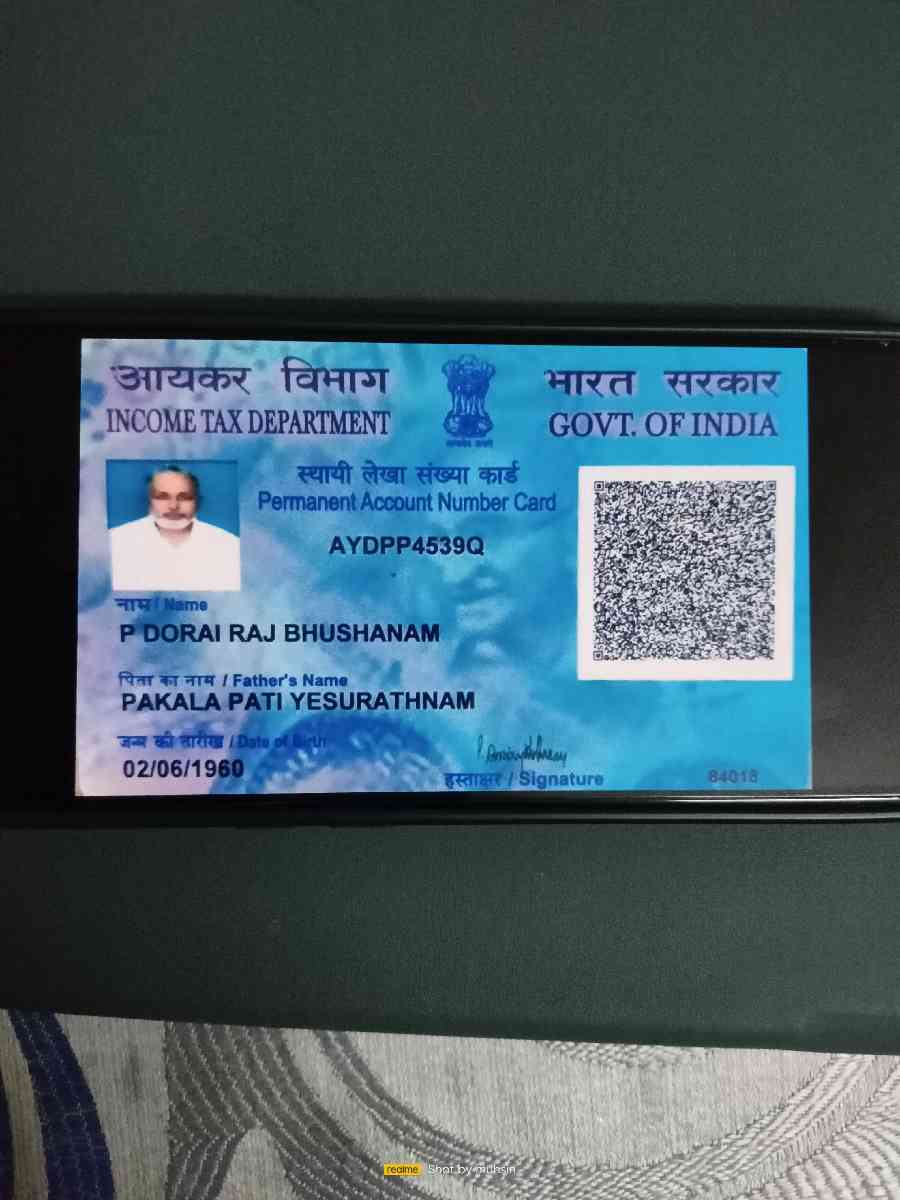 आयकर विभाग
INCOME TAX DEPARTMENT
भारत सरकार
GOVT. OF INDIA
स्थायी लेखा संख्या कार्ड
Permanent Account Number Card
AYDPP4539Q
नाम / Name
P DORAI RAJ BHUSHANAM
पिता का नाम / Father's Name
PAKALA PATI YESURATHNAM
जन्म की तारीख / Date of Birth
02/06/1960
हस्ताक्षर / Signature
84018
realme Shot by muhsin